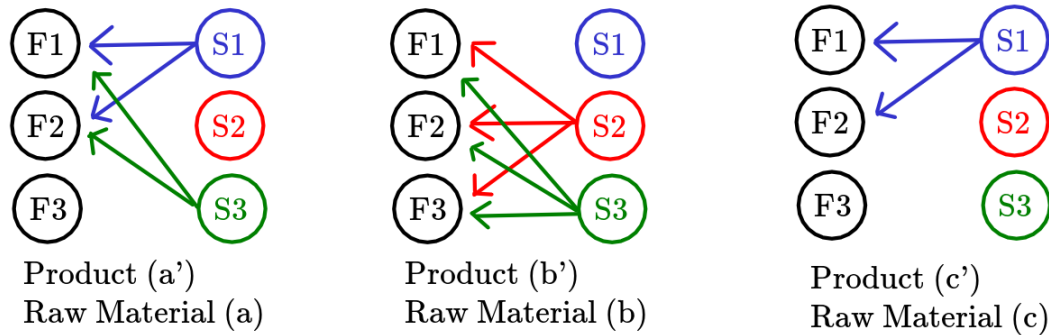 F1 S1
F2 S2
F3 S3
Product (a’)
Raw Material (a)
F1 S1
F2 S2
F3 S3
Product (b’)
Raw Material (b)
F1 S1
F2 S2
F3 S3
Product (c’)
Raw Material (c)